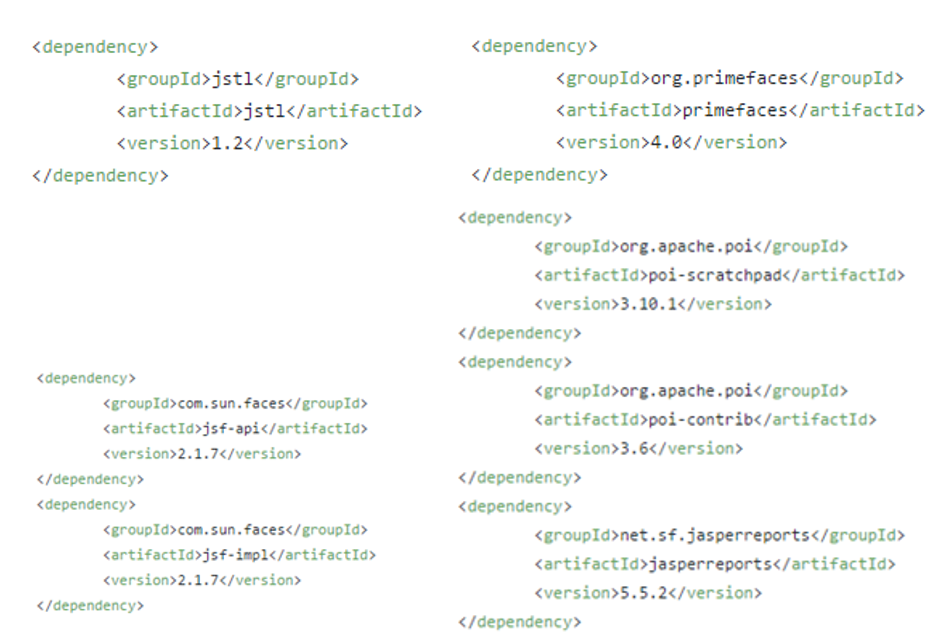 <dependency>
<groupId>jstl</groupId>
<artifactId>jstl</artifactId>
<version>1.2</version>
</dependency>
<dependency>
<groupId>com.sun.faces</groupId>
<artifactId>jsf-api</artifactId>
<version>2.1.7</version>
</dependency>
<dependency>
<groupId>com.sun.faces</groupId>
<artifactId>jsf-impl</artifactId>
<version>2.1.7</version>
</dependency>
<dependency>
<groupId>org.primefaces</groupId>
<artifactId>primefaces</artifactId>
<version>4.0</version>
</dependency>
<dependency>
<groupId>org.apache.poi</groupId>
<artifactId>poi-scratchpad</artifactId>
<version>3.10.1</version>
</dependency>
<dependency>
<groupId>org.apache.poi</groupId>
<artifactId>poi-contrib</artifactId>
<version>3.6</version>
</dependency>
<dependency>
<groupId>net.sf.jasperreports</groupId>
<artifactId>jasperreports</artifactId>
<version>5.5.2</version>
</dependency>